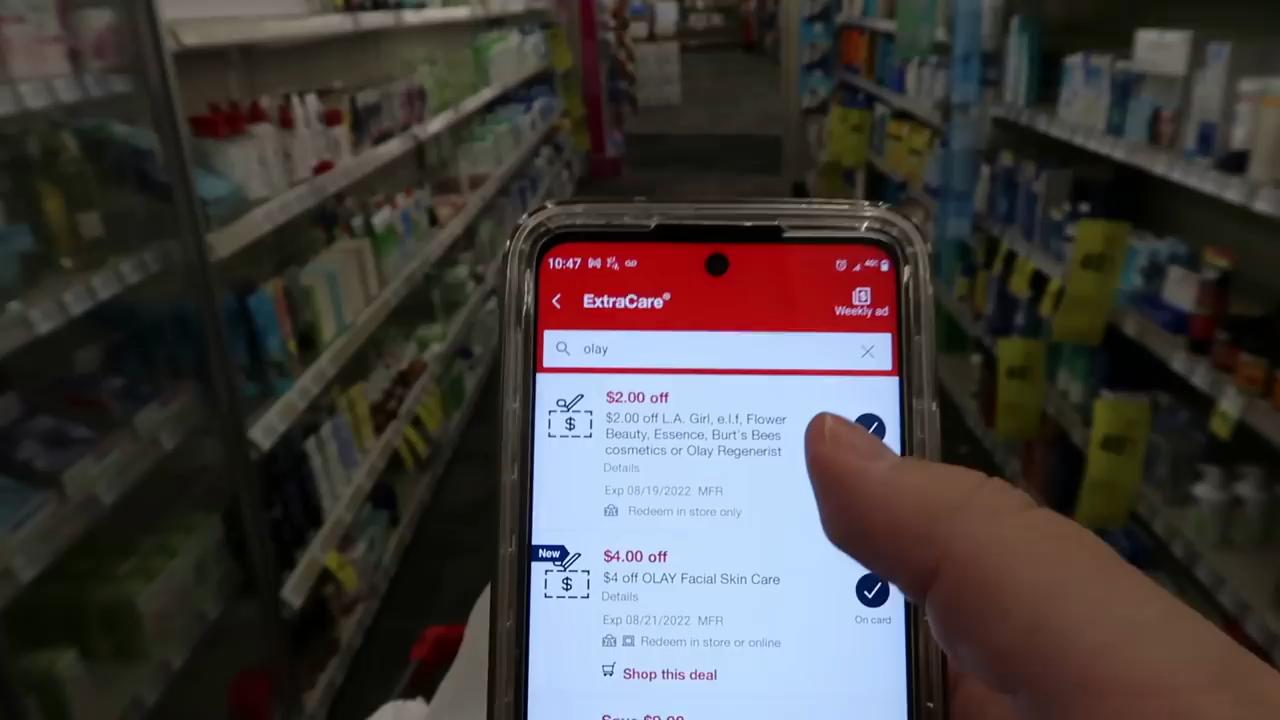 10:47
4G
ExtraCare®
Weekly ad
olay
$2.00 off
$2.00 off L.A. Girl, e.l.f, Flower
Beauty, Essence, Burt's Bees
cosmetics or Olay Regenerist
Details
Exp 08/19/2022 MFR
Redeem in store only
New
$4.00 off
$4 off OLAY Facial Skin Care
Details
Exp 08/21/2022 MFR
On card
Redeem in store or online
Shop this deal